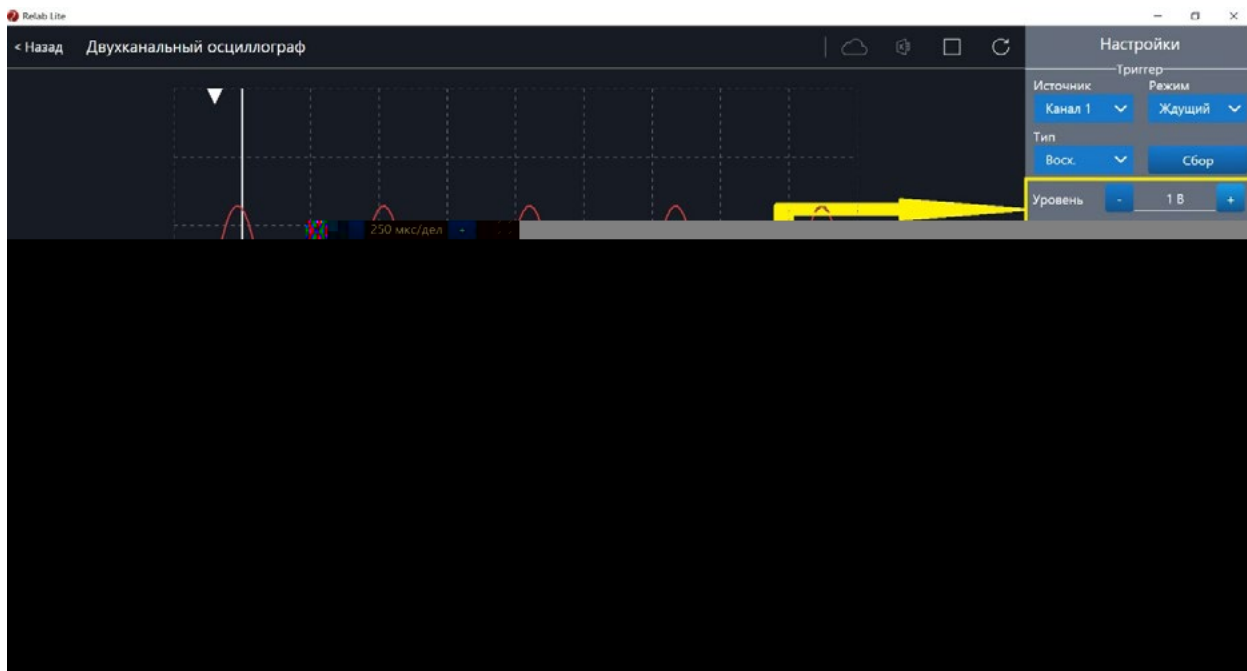 Relab Lite
< Назад Двухканальный осциллограф
Настройки
Триггер
Источник Режим
Канал 1 Ждущий
Тип
Восх. Сбор
Уровень - 1 В +
250 мкс/дел -